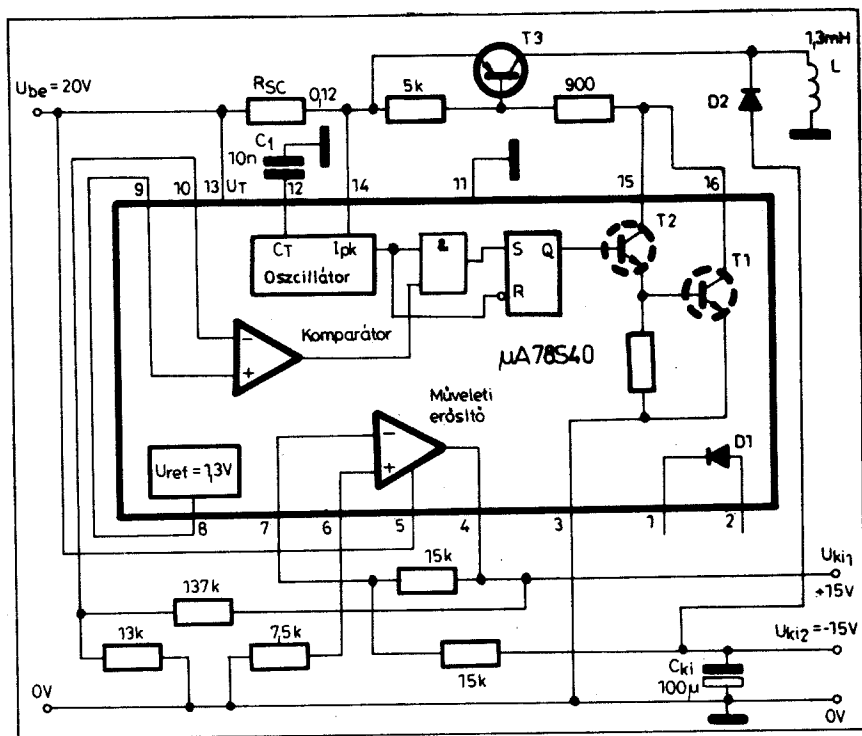 T3
1,3mH
L
Ube=20V
RSC
0,12
5k
900
D2
C1
10n
9
10
13
UT
12
14
11
15
16
CT
Ipk
Oszcillátor
&
S
Q
R
T2
T1
Komparátor
µA78S40
Műveleti
erősítő
Uref=1,3V
D1
8
7
6
5
4
3
1
2
15k
Uki1
+15V
137k
13k
7,5k
15k
Uki2=-15V
Cki
100µ
0V
0V